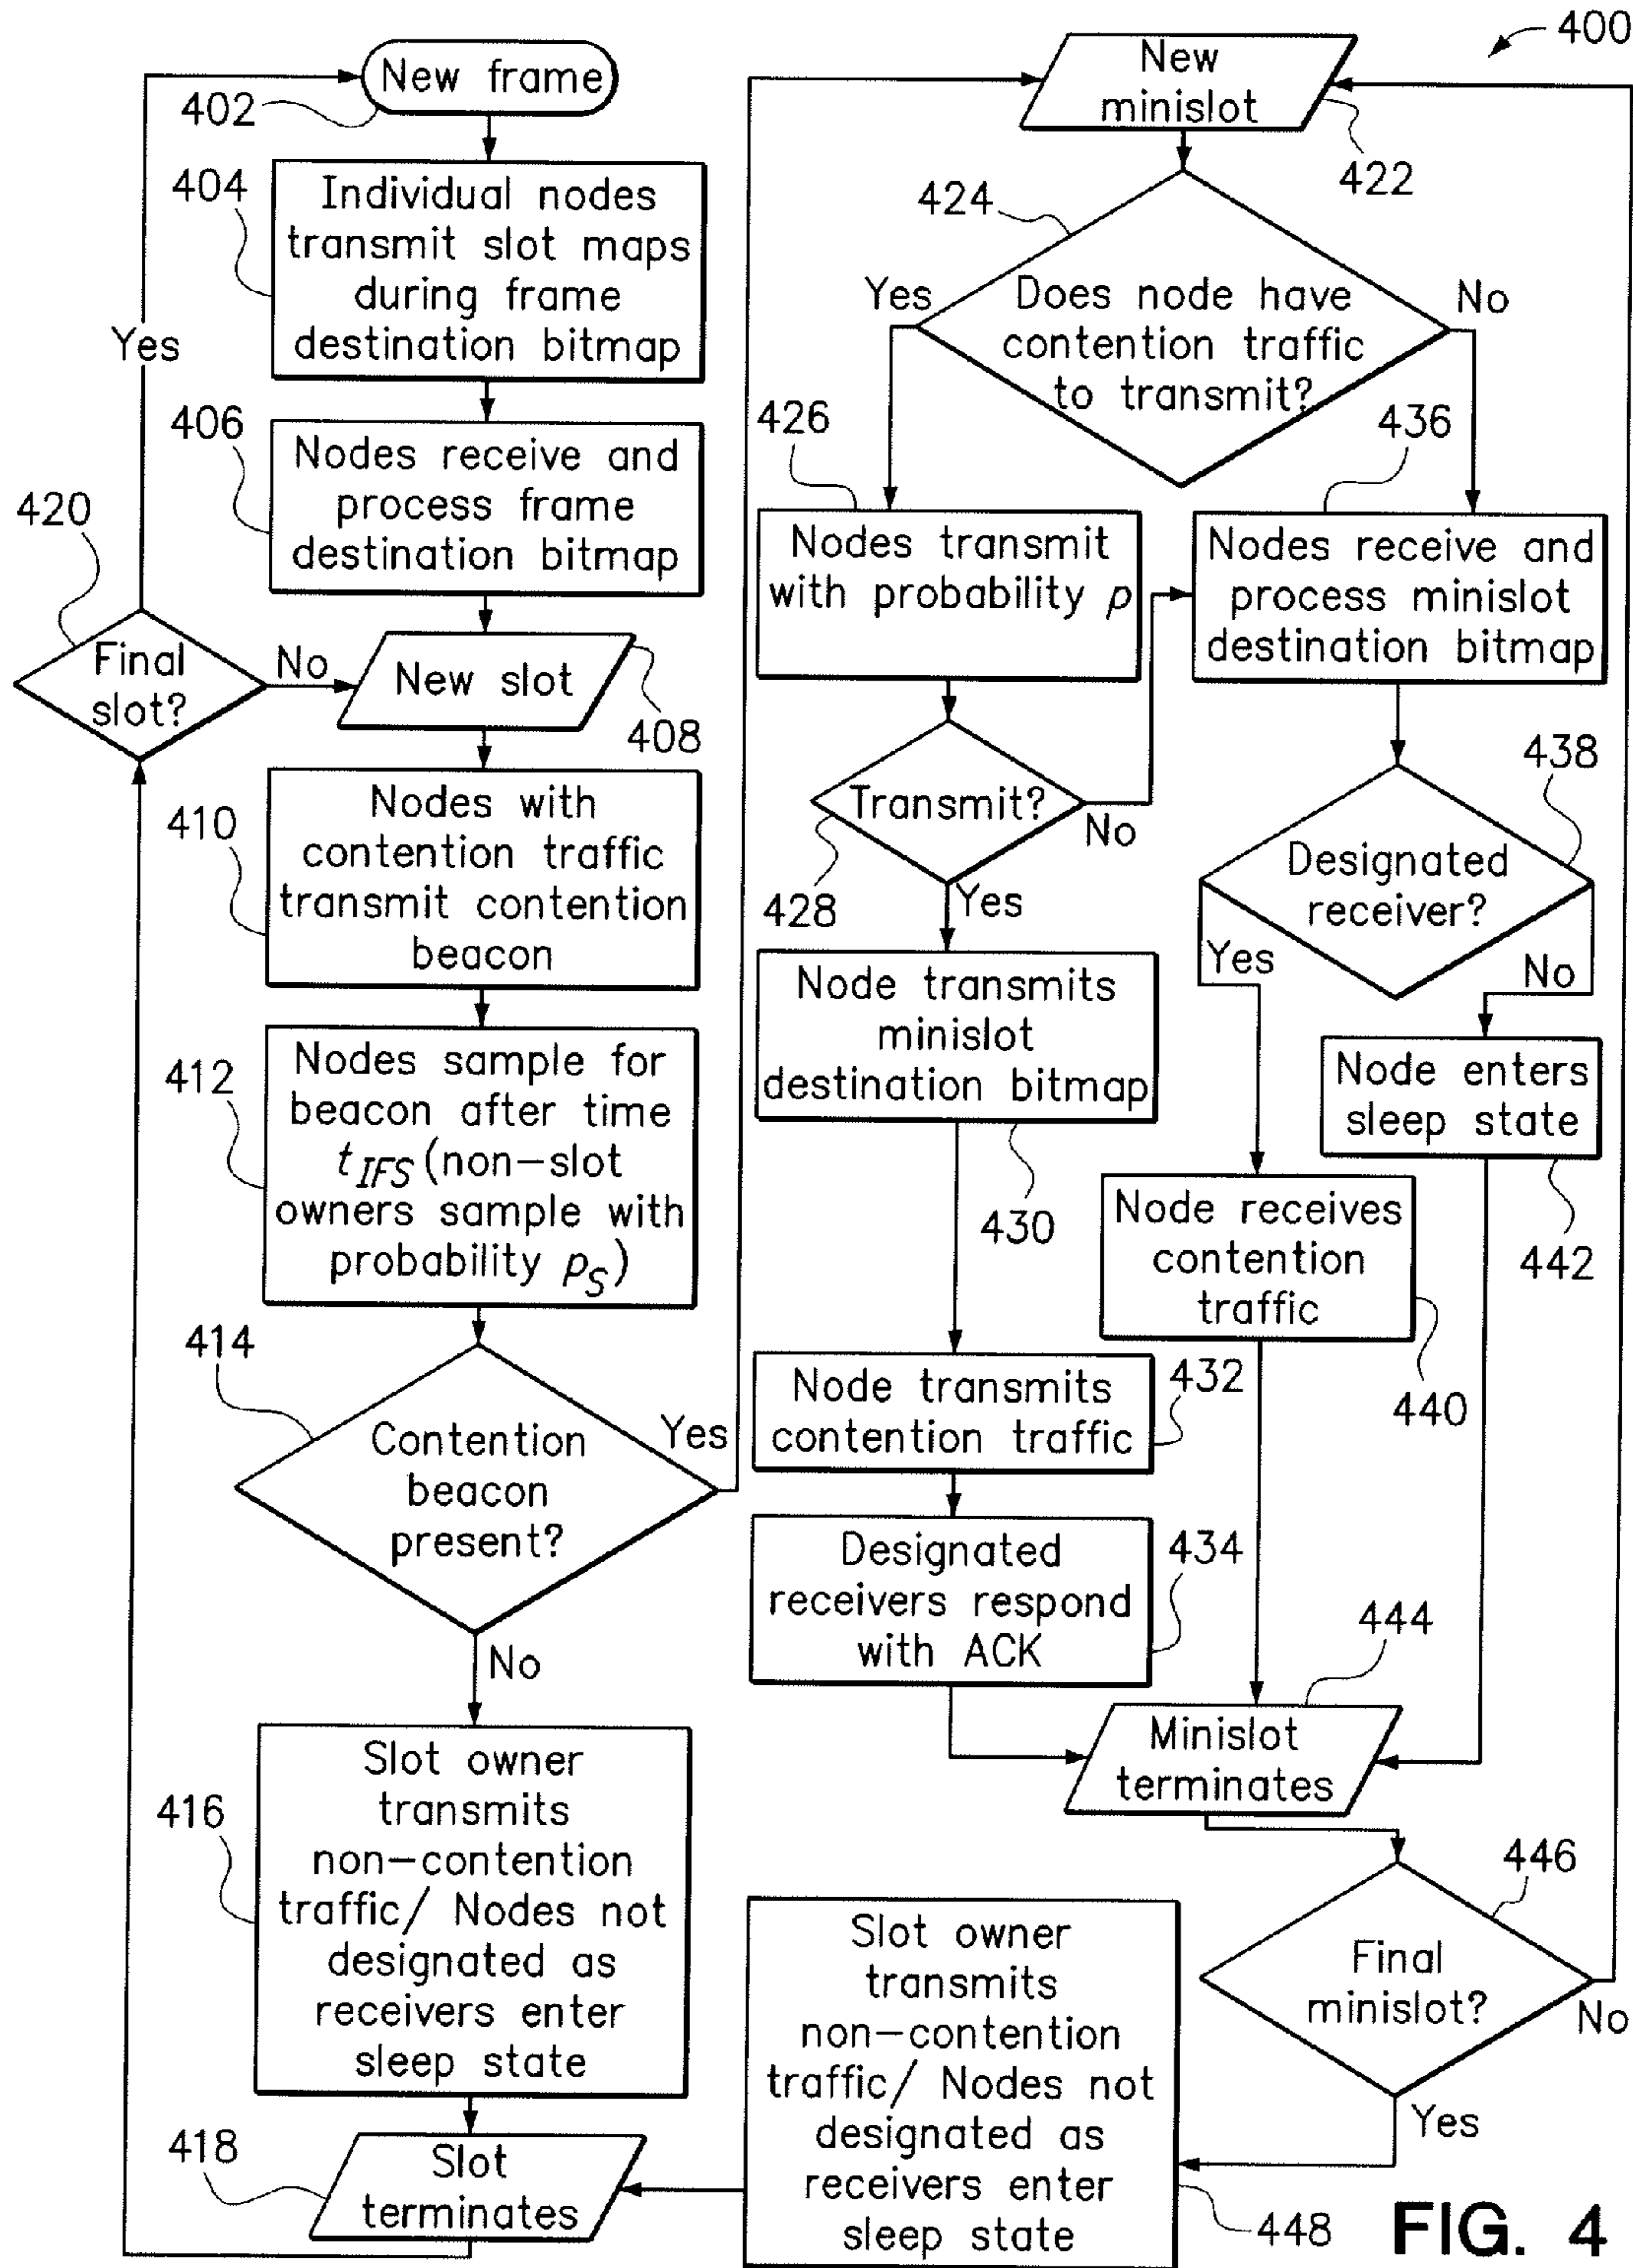 400
New frame
402
404
Individual nodes
transmit slot maps
during frame
destination bitmap
Yes
406
Nodes receive and
process frame
destination bitmap
420
Final
slot?
No
New slot
408
410
Nodes with
contention traffic
transmit contention
beacon
412
Nodes sample for
beacon after time
tIFS (non-slot
owners sample with
probability pS)
414
Contention
beacon
present?
Yes
No
416
Slot owner
transmits
non-contention
traffic/ Nodes not
designated as
receivers enter
sleep state
418
Slot
terminates
New
minislot
422
424
Does node have
contention traffic
to transmit?
Yes
No
426
Nodes transmit
with probability p
428
Transmit?
No
Yes
Node transmits
minislot
destination bitmap
430
Node transmits
contention traffic
432
Designated
receivers respond
with ACK
434
436
Nodes receive and
process minislot
destination bitmap
438
Designated
receiver?
Yes
No
Node enters
sleep state
442
Node receives
contention
traffic
440
444
Minislot
terminates
446
Final
minislot?
No
Yes
Slot owner
transmits
non-contention
traffic/ Nodes not
designated as
receivers enter
sleep state
448
FIG. 4